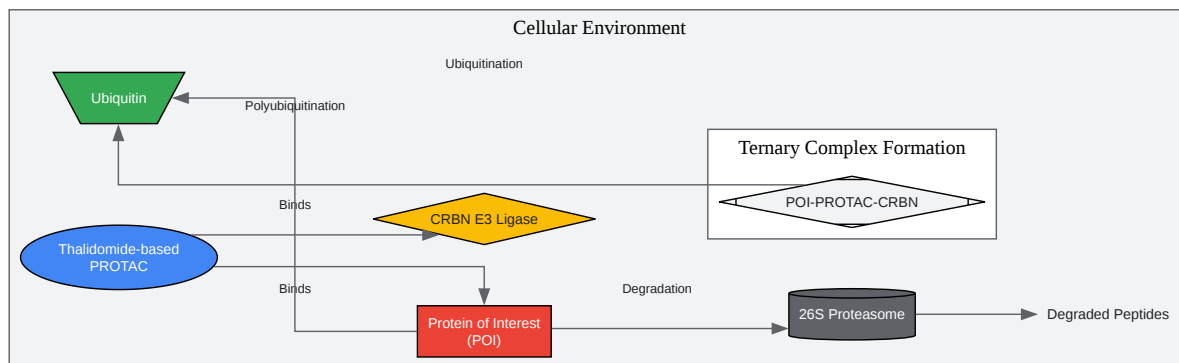 Cellular Environment
Ubiquitination
Ubiquitin
Polyubiquitination
Ternary Complex Formation
POI-PROTAC-CRBN
Binds
CRBN E3 Ligase
Thalidomide-based
PROTAC
Binds
Degradation
Protein of Interest
(POI)
26S Proteasome
Degraded Peptides